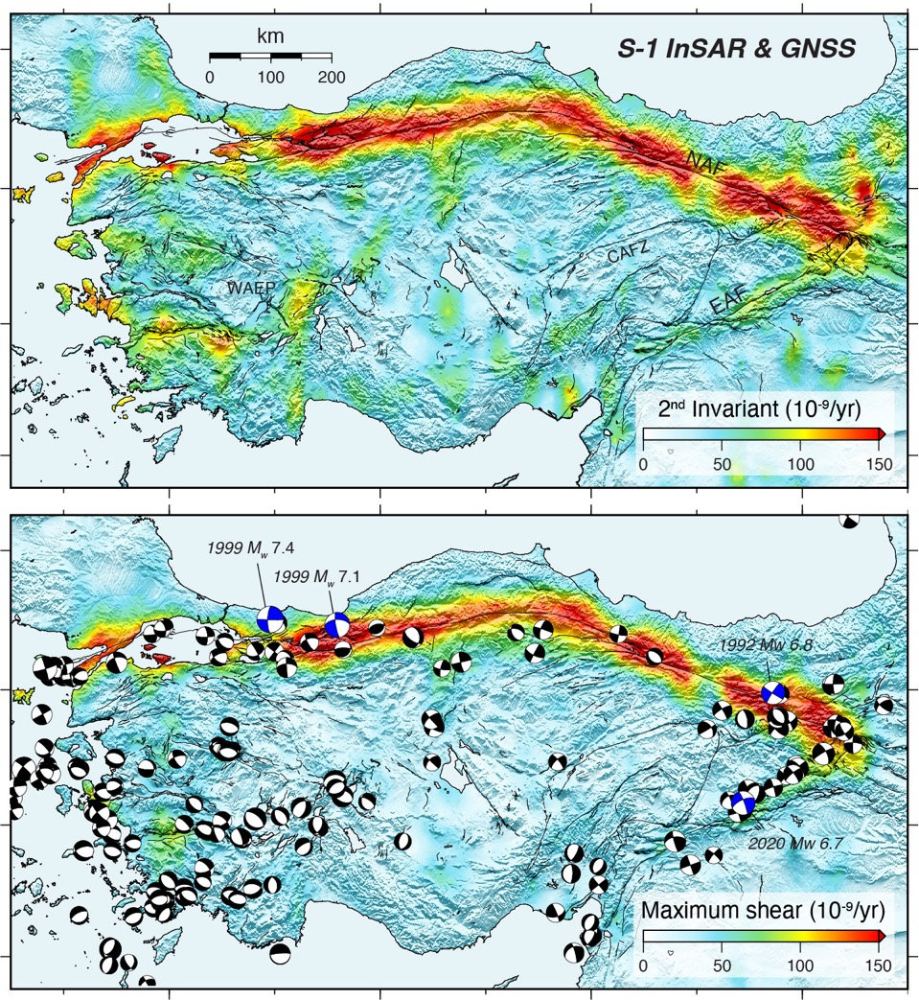 km
0 100 200
S-1 InSAR & GNSS
NAF
CAFZ
WAEP
EAF
2nd Invariant (10-9/yr)
0 50 100 150
1999 Mw 7.4
1999 Mw 7.1
1992 Mw 6.8
2020 Mw 6.7
Maximum shear (10-9/yr)
0 50 100 150